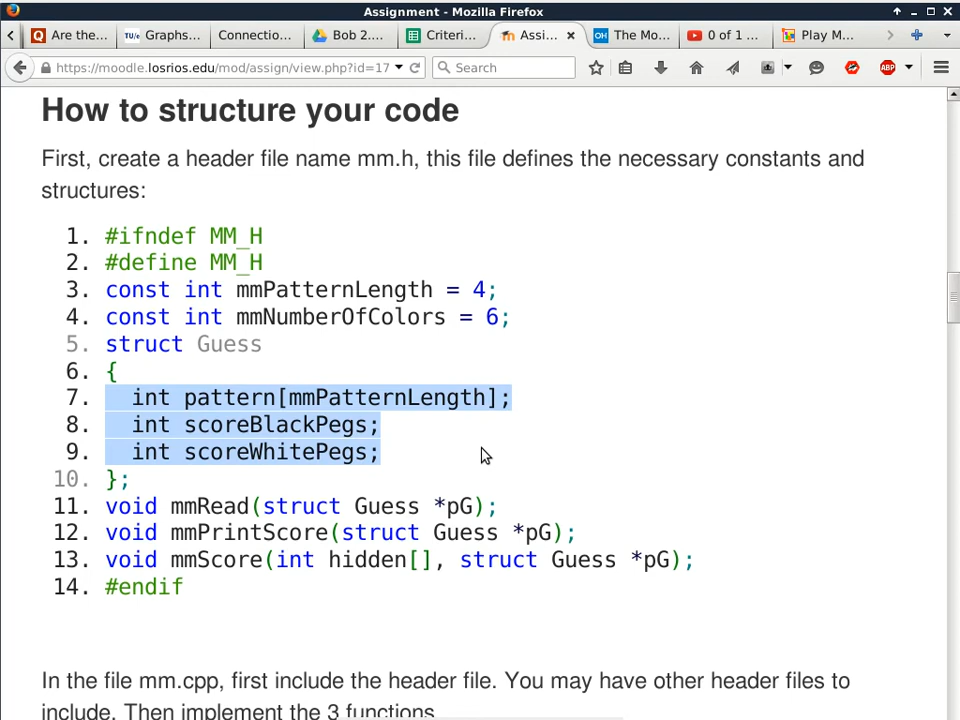 Assignment - Mozilla Firefox
Are the... TU/e Graphs... Connectio... Bob 2.... Criteri... Assi... OH The Mo... 0 of 1 ... Play M...
https://moodle.losrios.edu/mod/assign/view.php?id=17 Search ABP
How to structure your code
First, create a header file name mm.h, this file defines the necessary constants and
structures:
1. #ifndef MM_H
2. #define MM_H
3. const int mmPatternLength = 4;
4. const int mmNumberOfColors = 6;
5. struct Guess
6. {
7. int pattern[mmPatternLength];
8. int scoreBlackPegs;
9. int scoreWhitePegs;
10. };
11. void mmRead(struct Guess *pG);
12. void mmPrintScore(struct Guess *pG);
13. void mmScore(int hidden[], struct Guess *pG);
14. #endif
In the file mm.cpp, first include the header file. You may have other header files to
include. Then implement the 3 functions